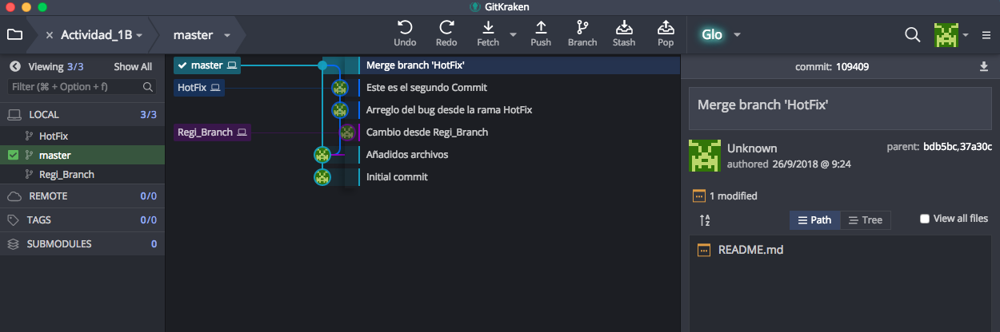 GitKraken
Actividad_1B
master
Undo
Redo
Fetch
Push
Branch
Stash
Pop
Glo
Viewing 3/3
Show All
Filter (⌘ + Option + f)
LOCAL 3/3
HotFix
master
Regi_Branch
REMOTE 0/0
TAGS 0/0
SUBMODULES 0
master Merge branch 'HotFix'
HotFix Este es el segundo Commit
Arreglo del bug desde la rama HotFix
Regi_Branch Cambio desde Regi_Branch
Añadidos archivos
Initial commit
commit: 109409
Merge branch 'HotFix'
Unknown
authored 26/9/2018 @ 9:24
parent: bdb5bc,37a30c
1 modified
A
Z
Path
Tree
View all files
README.md